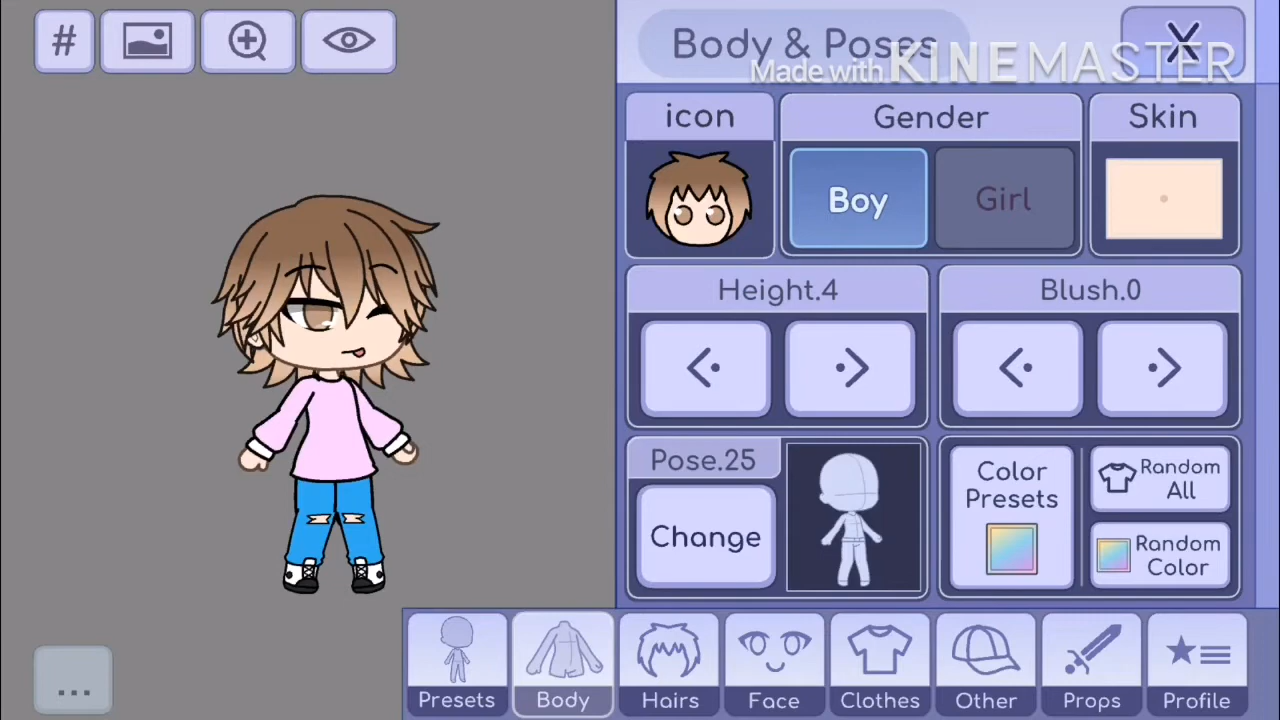 #
Body & Poses
X
Made with KINEMASTER
icon
Gender
Skin
Boy
Girl
Height.4
Blush.0
Pose.25
Change
Color
Presets
Random
All
Random
Color
...
Presets
Body
Hairs
Face
Clothes
Other
Props
Profile